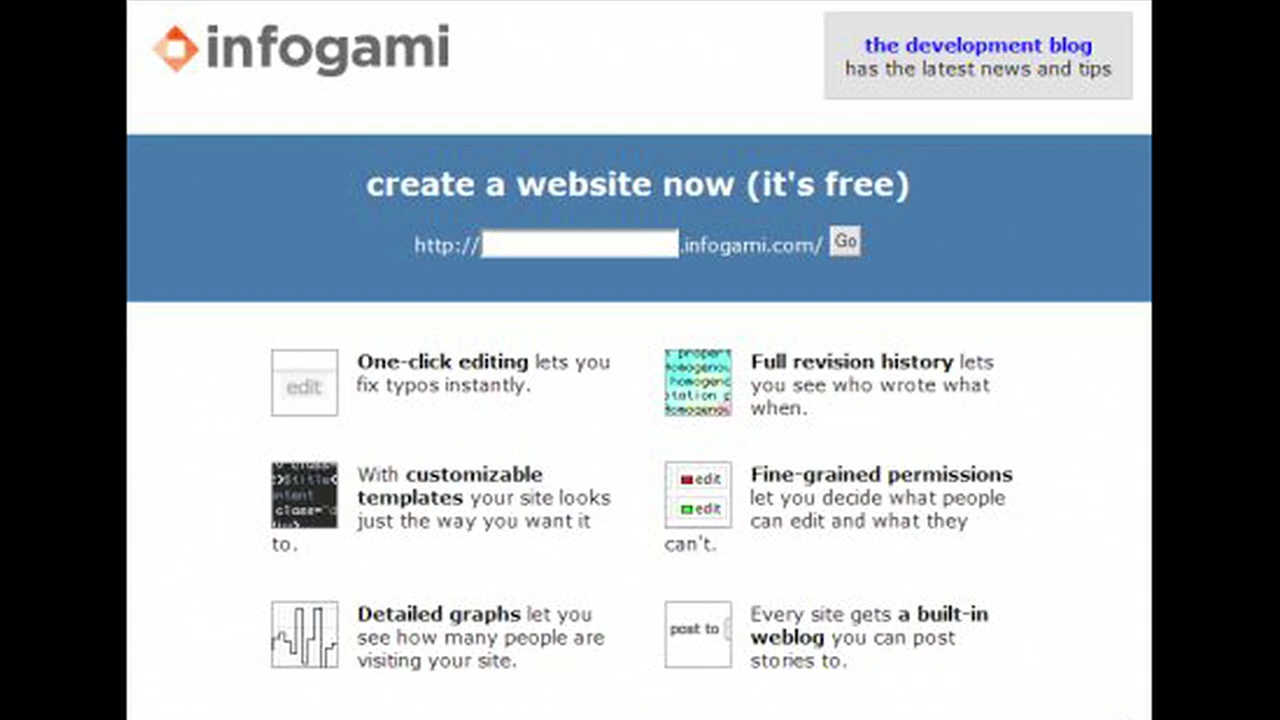 infogami
the development blog
has the latest news and tips
create a website now (it's free)
http:// .infogami.com/ Go
edit
One-click editing lets you
fix typos instantly.
Full revision history lets
you see who wrote what
when.
With customizable
templates your site looks
just the way you want it
to.
edit
edit
Fine-grained permissions
let you decide what people
can edit and what they
can't.
Detailed graphs let you
see how many people are
visiting your site.
post to
Every site gets a built-in
weblog you can post
stories to.